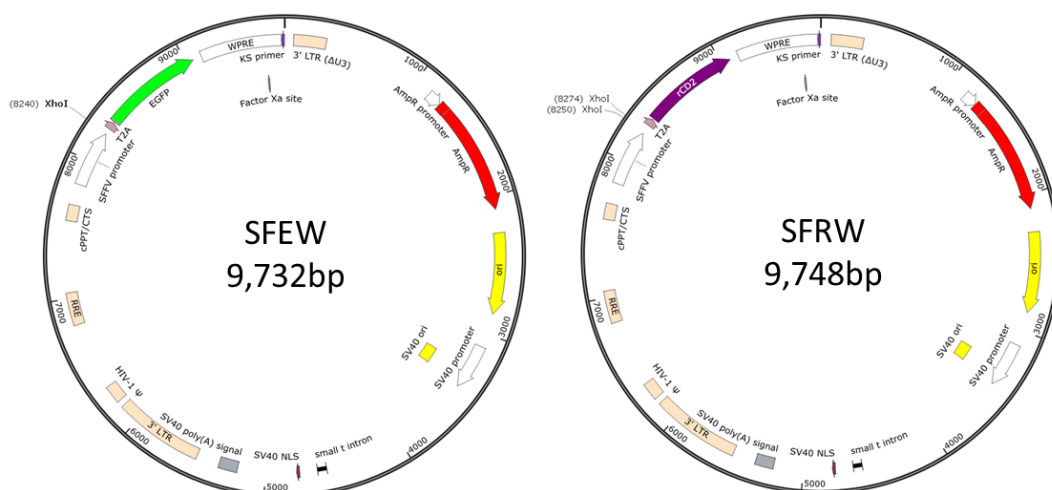 WPRE
KS primer
3' LTR (ΔU3)
Factor Xa site
1000
AmpR promoter
AmpR
2000
ori
3000
SV40 promoter
SV40 ori
4000
small t intron
SV40 NLS
5000
SV40 poly(A) signal
3' LTR
6000
HIV-1 Ψ
RRE
7000
cPPT/CTS
SFFV promoter
8000
T2A
(8240) XhoI
EGFP
9000
SFEW
9,732bp
WPRE
KS primer
3' LTR (ΔU3)
Factor Xa site
1000
AmpR promoter
AmpR
2000
ori
3000
SV40 promoter
SV40 ori
4000
small t intron
SV40 NLS
5000
SV40 poly(A) signal
3' LTR
6000
HIV-1 Ψ
RRE
7000
cPPT/CTS
SFFV promoter
8000
T2A
(8274) XhoI
(8250) XhoI
rCD2
9000
SFRW
9,748bp